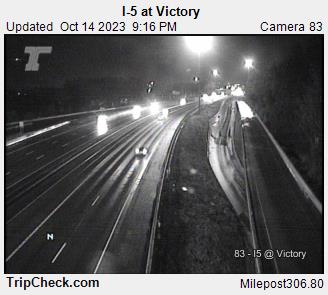 I-5 at Victory
Updated Oct 14 2023 9:16 PM Camera 83
T
N
83 - I5 @ Victory
TripCheck.com Milepost306.80